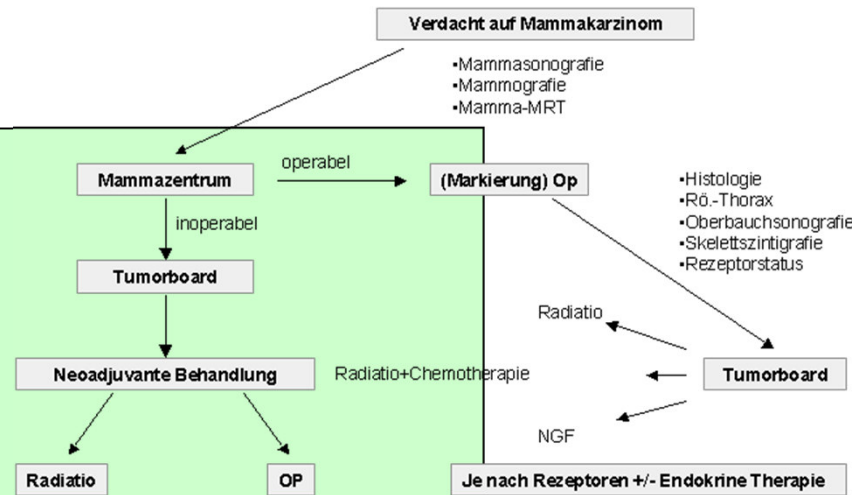 Verdacht auf Mammakarzinom
▪Mammasonografie
▪Mammografie
▪Mamma-MRT
Mammazentrum
operabel
(Markierung) Op
inoperabel
▪Histologie
▪Rö.-Thorax
▪Oberbauchsonografie
▪Skelettszintigrafie
▪Rezeptorstatus
Tumorboard
Radiatio
Neoadjuvante Behandlung
Radiatio+Chemotherapie
Tumorboard
NGF
Radiatio
OP
Je nach Rezeptoren +/- Endokrine Therapie